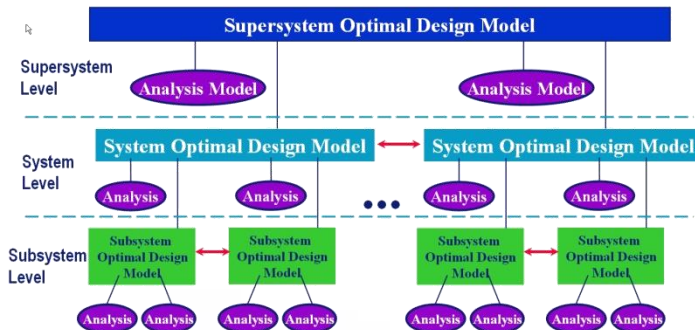 Supersystem Optimal Design Model
Supersystem
Level
Analysis Model
Analysis Model
System Optimal Design Model
System Optimal Design Model
System
Level
Analysis
Analysis
Analysis
Analysis
Subsystem
Level
Subsystem
Optimal Design
Model
Subsystem
Optimal Design
Model
Subsystem
Optimal Design
Model
Subsystem
Optimal Design
Model
Analysis
Analysis
Analysis
Analysis
Analysis
Analysis
Analysis
Analysis